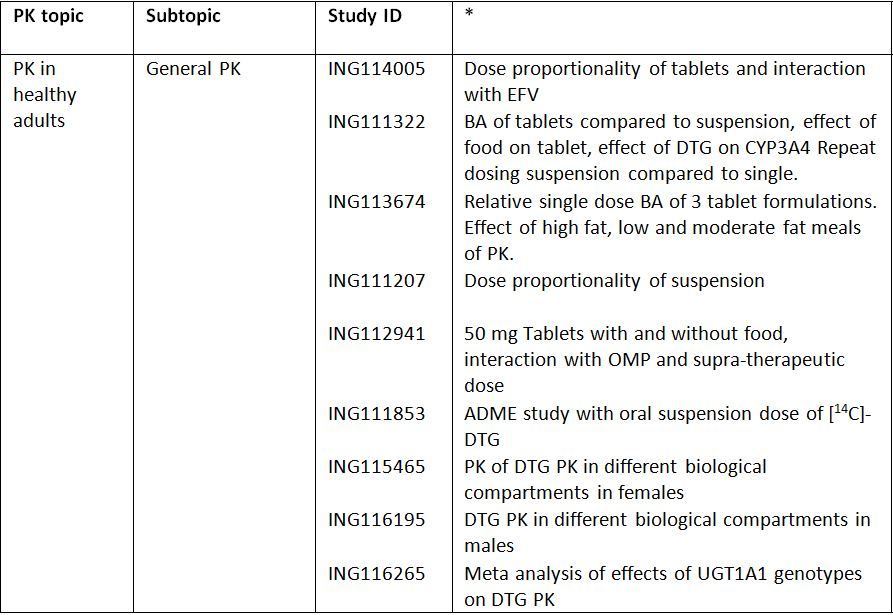 PK topic Subtopic Study ID *
PK in General PK ING114005 Dose proportionality of tablets and interaction
healthy with EFV
adults ING111322 BA of tablets compared to suspension, effect of
food on tablet, effect of DTG on CYP3A4 Repeat
dosing suspension compared to single.
ING113674 Relative single dose BA of 3 tablet formulations.
Effect of high fat, low and moderate fat meals
of PK.
ING111207 Dose proportionality of suspension
ING112941 50 mg Tablets with and without food,
interaction with OMP and supra-therapeutic
dose
ING111853 ADME study with oral suspension dose of [¹⁴C]-
DTG
ING115465 PK of DTG PK in different biological
compartments in females
ING116195 DTG PK in different biological compartments in
males
ING116265 Meta analysis of effects of UGT1A1 genotypes
on DTG PK